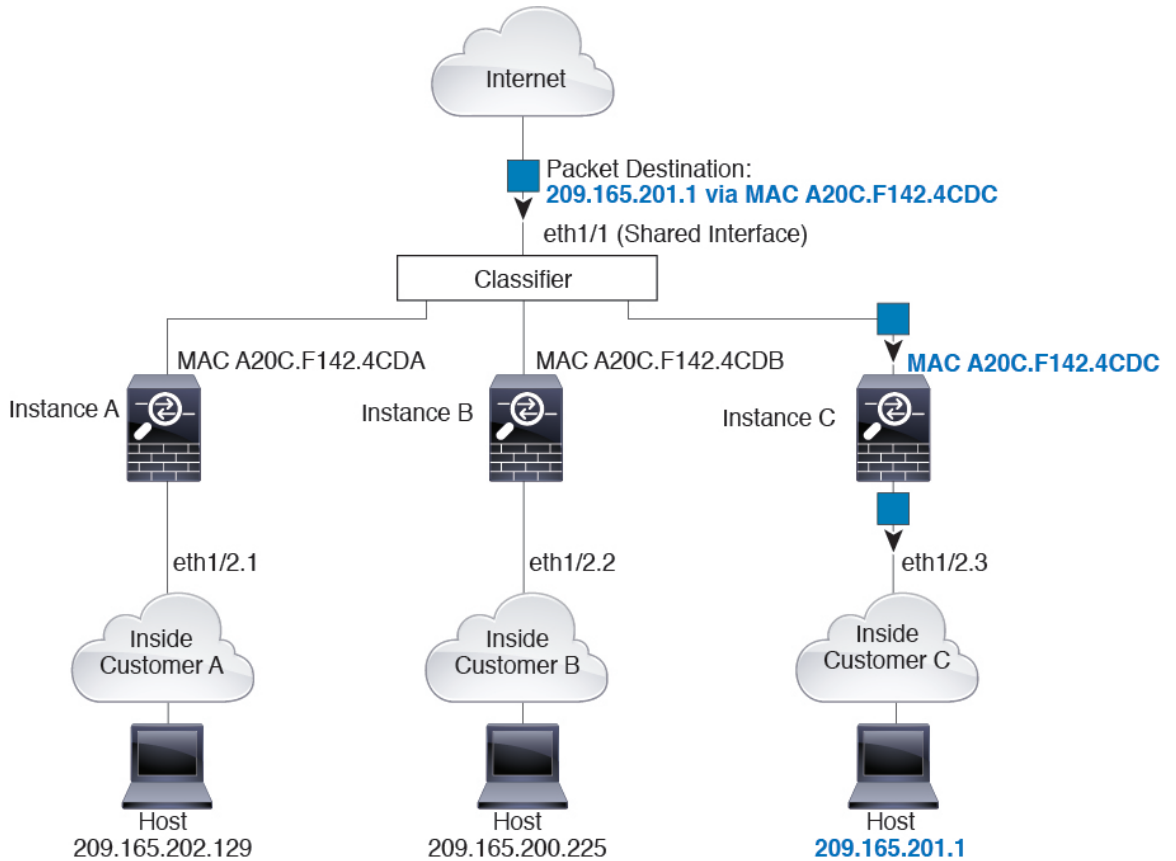 Internet
Packet Destination:
209.165.201.1 via MAC A20C.F142.4CDC
eth1/1 (Shared Interface)
Classifier
MAC A20C.F142.4CDA
MAC A20C.F142.4CDB
MAC A20C.F142.4CDC
Instance A
Instance B
Instance C
eth1/2.1
eth1/2.2
eth1/2.3
Inside
Customer A
Inside
Customer B
Inside
Customer C
Host
209.165.202.129
Host
209.165.200.225
Host
209.165.201.1